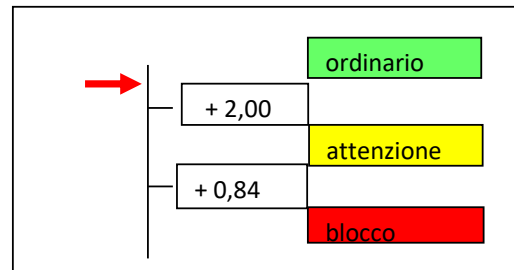 ordinario
+ 2,00
attenzione
+ 0,84
blocco